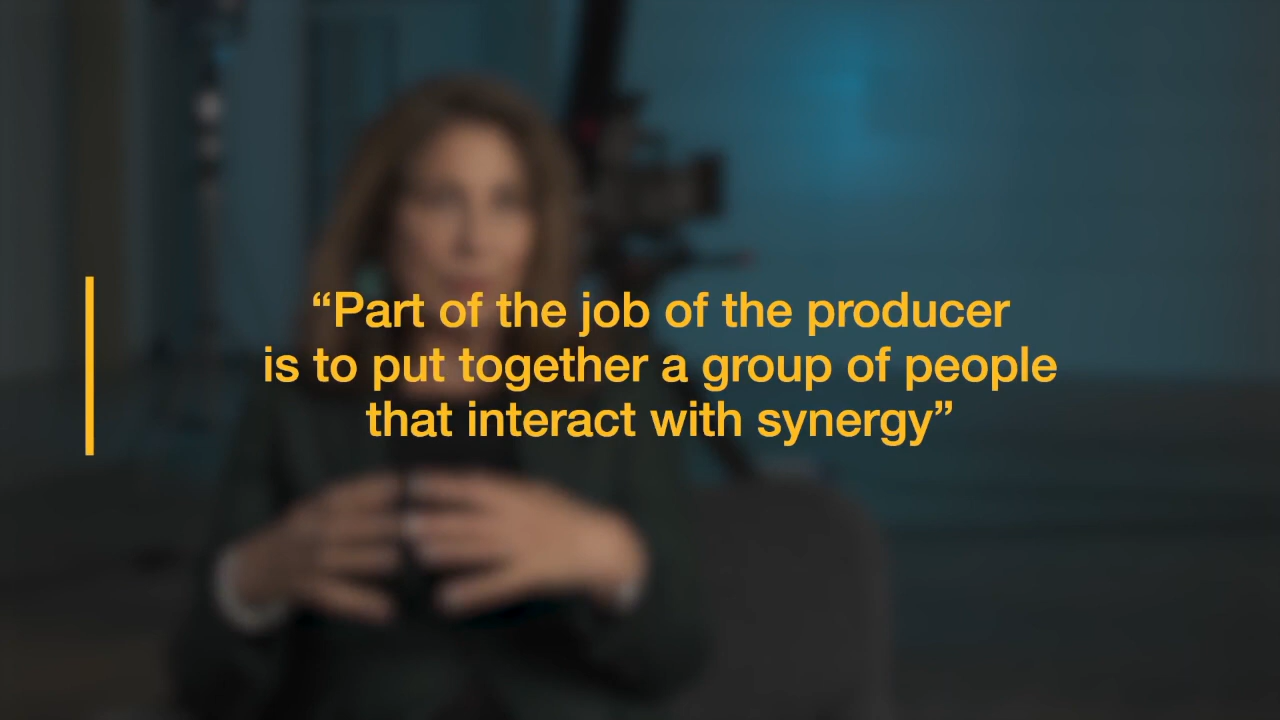 “Part of the job of the producer
is to put together a group of people
that interact with synergy”